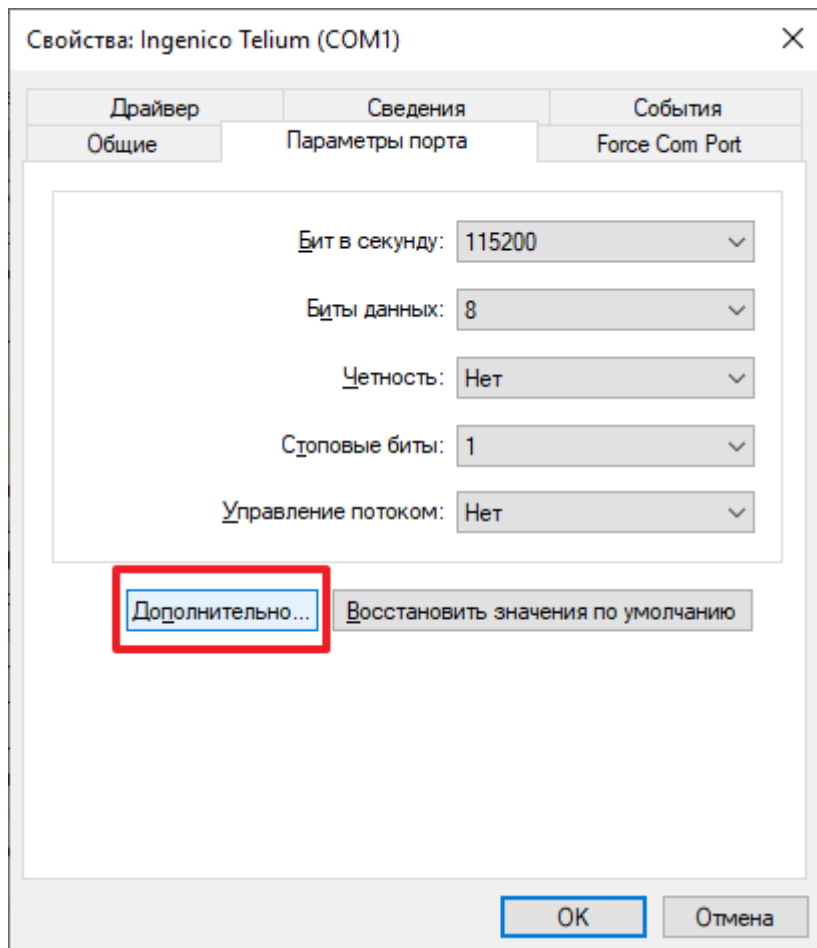 Свойства: Ingenico Telium (COM1)
Драйвер Сведения События
Общие Параметры порта Force Com Port
Бит в секунду: 115200
Биты данных: 8
Четность: Нет
Стоповые биты: 1
Управление потоком: Нет
Дополнительно... Восстановить значения по умолчанию
OK Отмена